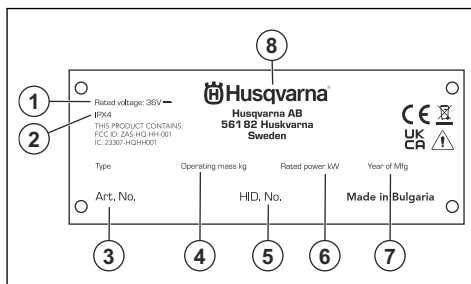 8
1
Rated voltage: 36V
Husqvarna
2
IPX4
Husqvarna AB
561 82 Huskvarna
Sweden
THIS PRODUCT CONTAINS:
FCC ID: ZAS-HQ-HH-001
IC: 23307-HQHH001
CE
UK
CA
Type
Operating mass kg
Rated power kW
Year of Mfg
Art. No.
HID. No.
Made in Bulgaria
3
4
5
6
7